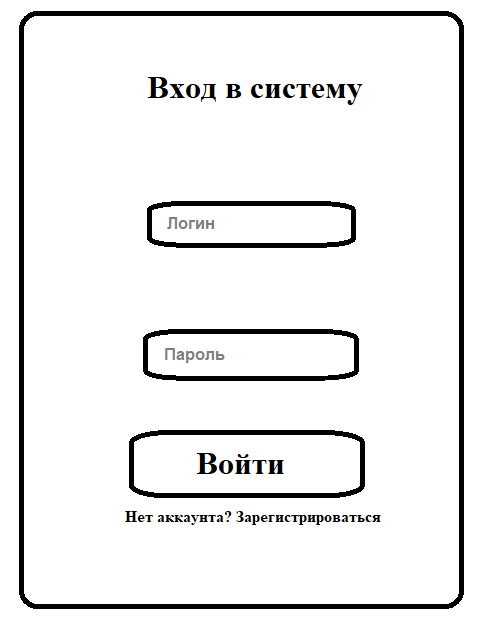 Вход в систему
Логин
Пароль
Войти
Нет аккаунта? Зарегистрироваться